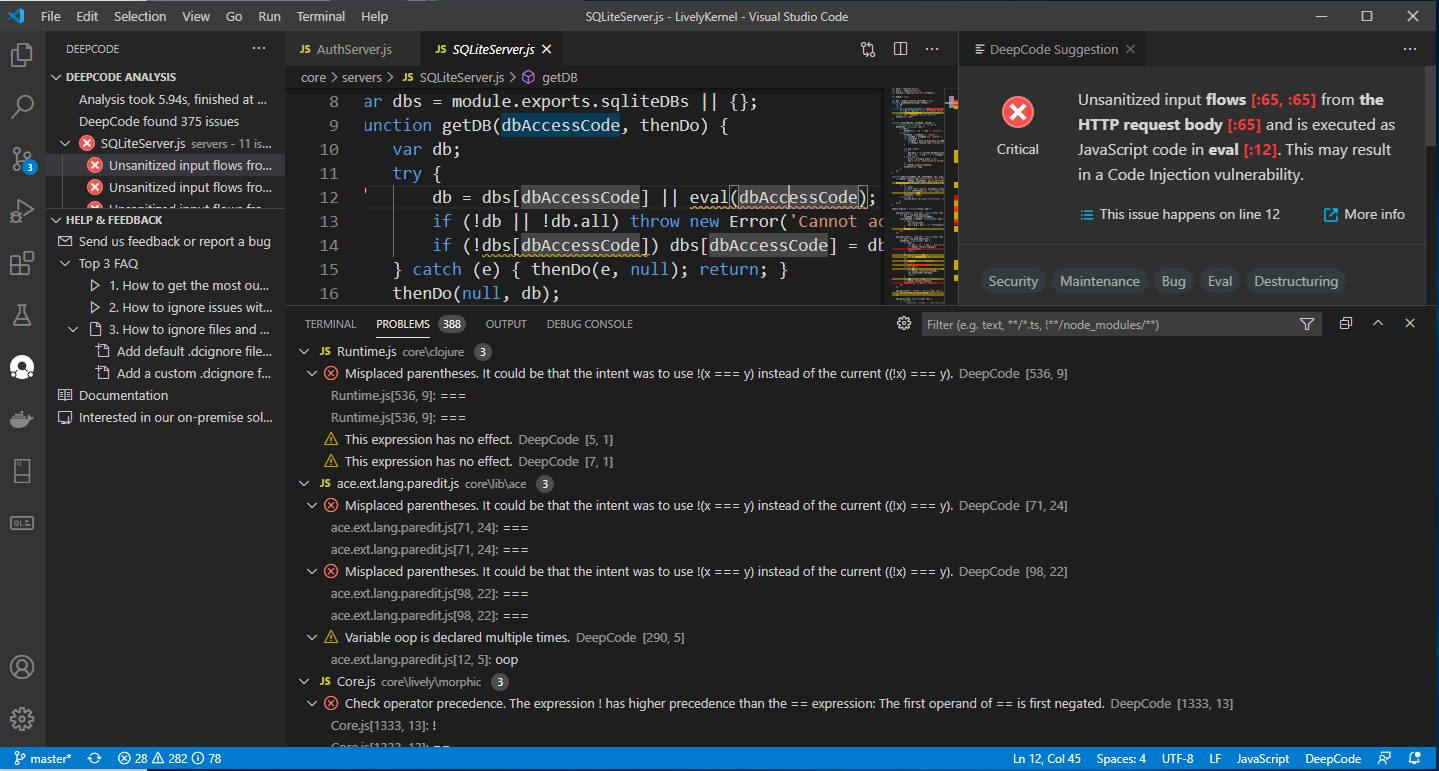 File Edit Selection View Go Run Terminal Help
SQLiteServer.js - LivelyKernel - Visual Studio Code
DEEPCODE
DEEPCODE ANALYSIS
Analysis took 5.94s, finished at ...
DeepCode found 375 issues
SQLiteServer.js servers - 11 is...
Unsanitized input flows fro...
Unsanitized input flows fro...
Unsanitized input flows fro...
HELP & FEEDBACK
Send us feedback or report a bug
Top 3 FAQ
1. How to get the most ou...
2. How to ignore issues wit...
3. How to ignore files and ...
Add default .dcignore file...
Add a custom .dcignore f...
Documentation
Interested in our on-premise sol...
3
QL
JS AuthServer.js
JS SQLiteServer.js
core > servers > JS SQLiteServer.js > getDB
8 ar dbs = module.exports.sqliteDBs || {};
9 unction getDB(dbAccessCode, thenDo) {
10 var db;
11 try {
12 db = dbs[dbAccessCode] || eval(dbAccessCode);
13 if (!db || !db.all) throw new Error('Cannot ac
14 if (!dbs[dbAccessCode]) dbs[dbAccessCode] = db
15 } catch (e) { thenDo(e, null); return; }
16 thenDo(null, db);
DeepCode Suggestion
Critical
Unsanitized input flows [:65, :65] from the
HTTP request body [:65] and is executed as
JavaScript code in eval [:12]. This may result
in a Code Injection vulnerability.
This issue happens on line 12
More info
Security Maintenance Bug Eval Destructuring
TERMINAL PROBLEMS 388 OUTPUT DEBUG CONSOLE
Filter (e.g. text, **/*.ts, !**/node_modules/**)
JS Runtime.js core\clojure 3
Misplaced parentheses. It could be that the intent was to use !(x === y) instead of the current ((!x) === y). DeepCode [536, 9]
Runtime.js[536, 9]: ===
Runtime.js[536, 9]: ===
This expression has no effect. DeepCode [5, 1]
This expression has no effect. DeepCode [7, 1]
JS ace.ext.lang.paredit.js core\lib\ace 3
Misplaced parentheses. It could be that the intent was to use !(x === y) instead of the current ((!x) === y). DeepCode [71, 24]
ace.ext.lang.paredit.js[71, 24]: ===
ace.ext.lang.paredit.js[71, 24]: ===
Misplaced parentheses. It could be that the intent was to use !(x === y) instead of the current ((!x) === y). DeepCode [98, 22]
ace.ext.lang.paredit.js[98, 22]: ===
ace.ext.lang.paredit.js[98, 22]: ===
Variable oop is declared multiple times. DeepCode [290, 5]
ace.ext.lang.paredit.js[12, 5]: oop
JS Core.js core\lively\morphic 3
Check operator precedence. The expression ! has higher precedence than the == expression: The first operand of == is first negated. DeepCode [1333, 13]
Core.js[1333, 13]: !
Core.js[1333, 13]: ==
master* 28 282 78
Ln 12, Col 45 Spaces: 4 UTF-8 LF JavaScript DeepCode